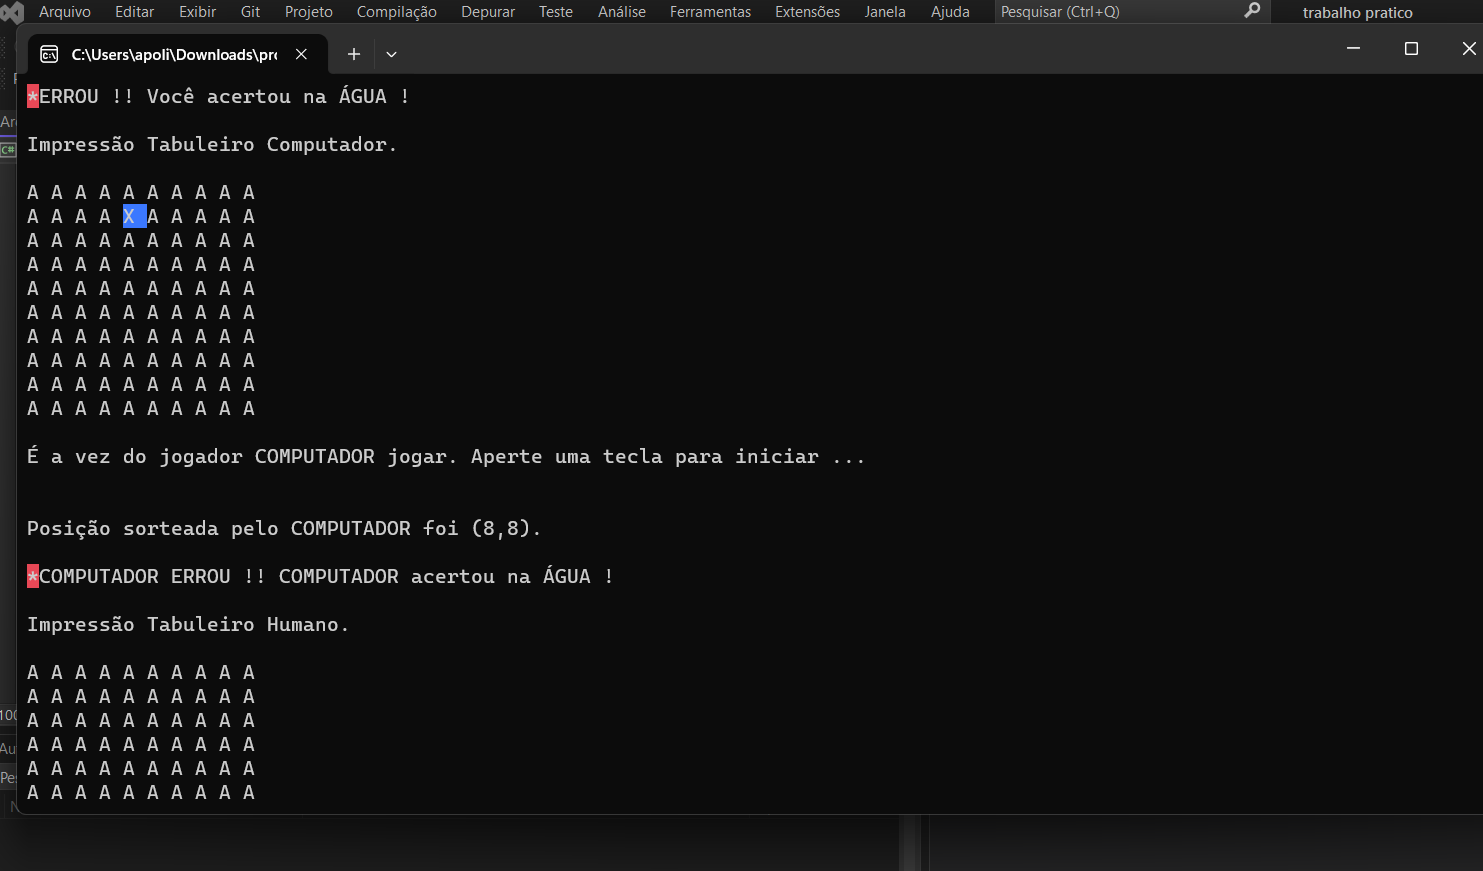 Arquivo Editar Exibir Git Projeto Compilação Depurar Teste Análise Ferramentas Extensões Janela Ajuda Pesquisar (Ctrl+Q) trabalho pratico
C:\Users\apoli\Downloads\pr
*ERROU !! Você acertou na ÁGUA !
Impressão Tabuleiro Computador.
A A A A A A A A A A
A A A A X A A A A A
A A A A A A A A A A
A A A A A A A A A A
A A A A A A A A A A
A A A A A A A A A A
A A A A A A A A A A
A A A A A A A A A A
A A A A A A A A A A
A A A A A A A A A A
É a vez do jogador COMPUTADOR jogar. Aperte uma tecla para iniciar ...
Posição sorteada pelo COMPUTADOR foi (8,8).
*COMPUTADOR ERROU !! COMPUTADOR acertou na ÁGUA !
Impressão Tabuleiro Humano.
A A A A A A A A A A
A A A A A A A A A A
A A A A A A A A A A
A A A A A A A A A A
A A A A A A A A A A
A A A A A A A A A A